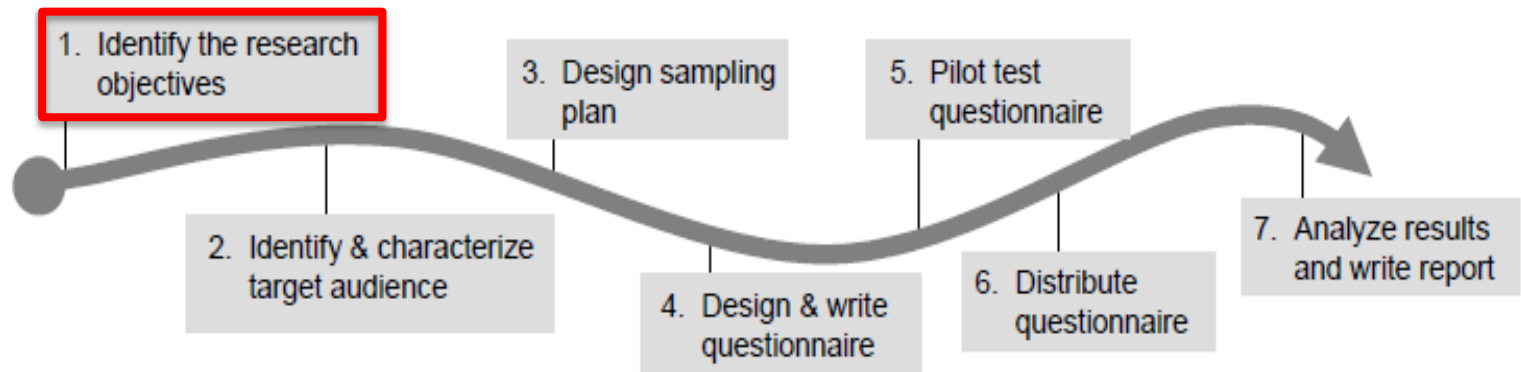 1. Identify the research
objectives
2. Identify & characterize
target audience
3. Design sampling
plan
4. Design & write
questionnaire
5. Pilot test
questionnaire
6. Distribute
questionnaire
7. Analyze results
and write report